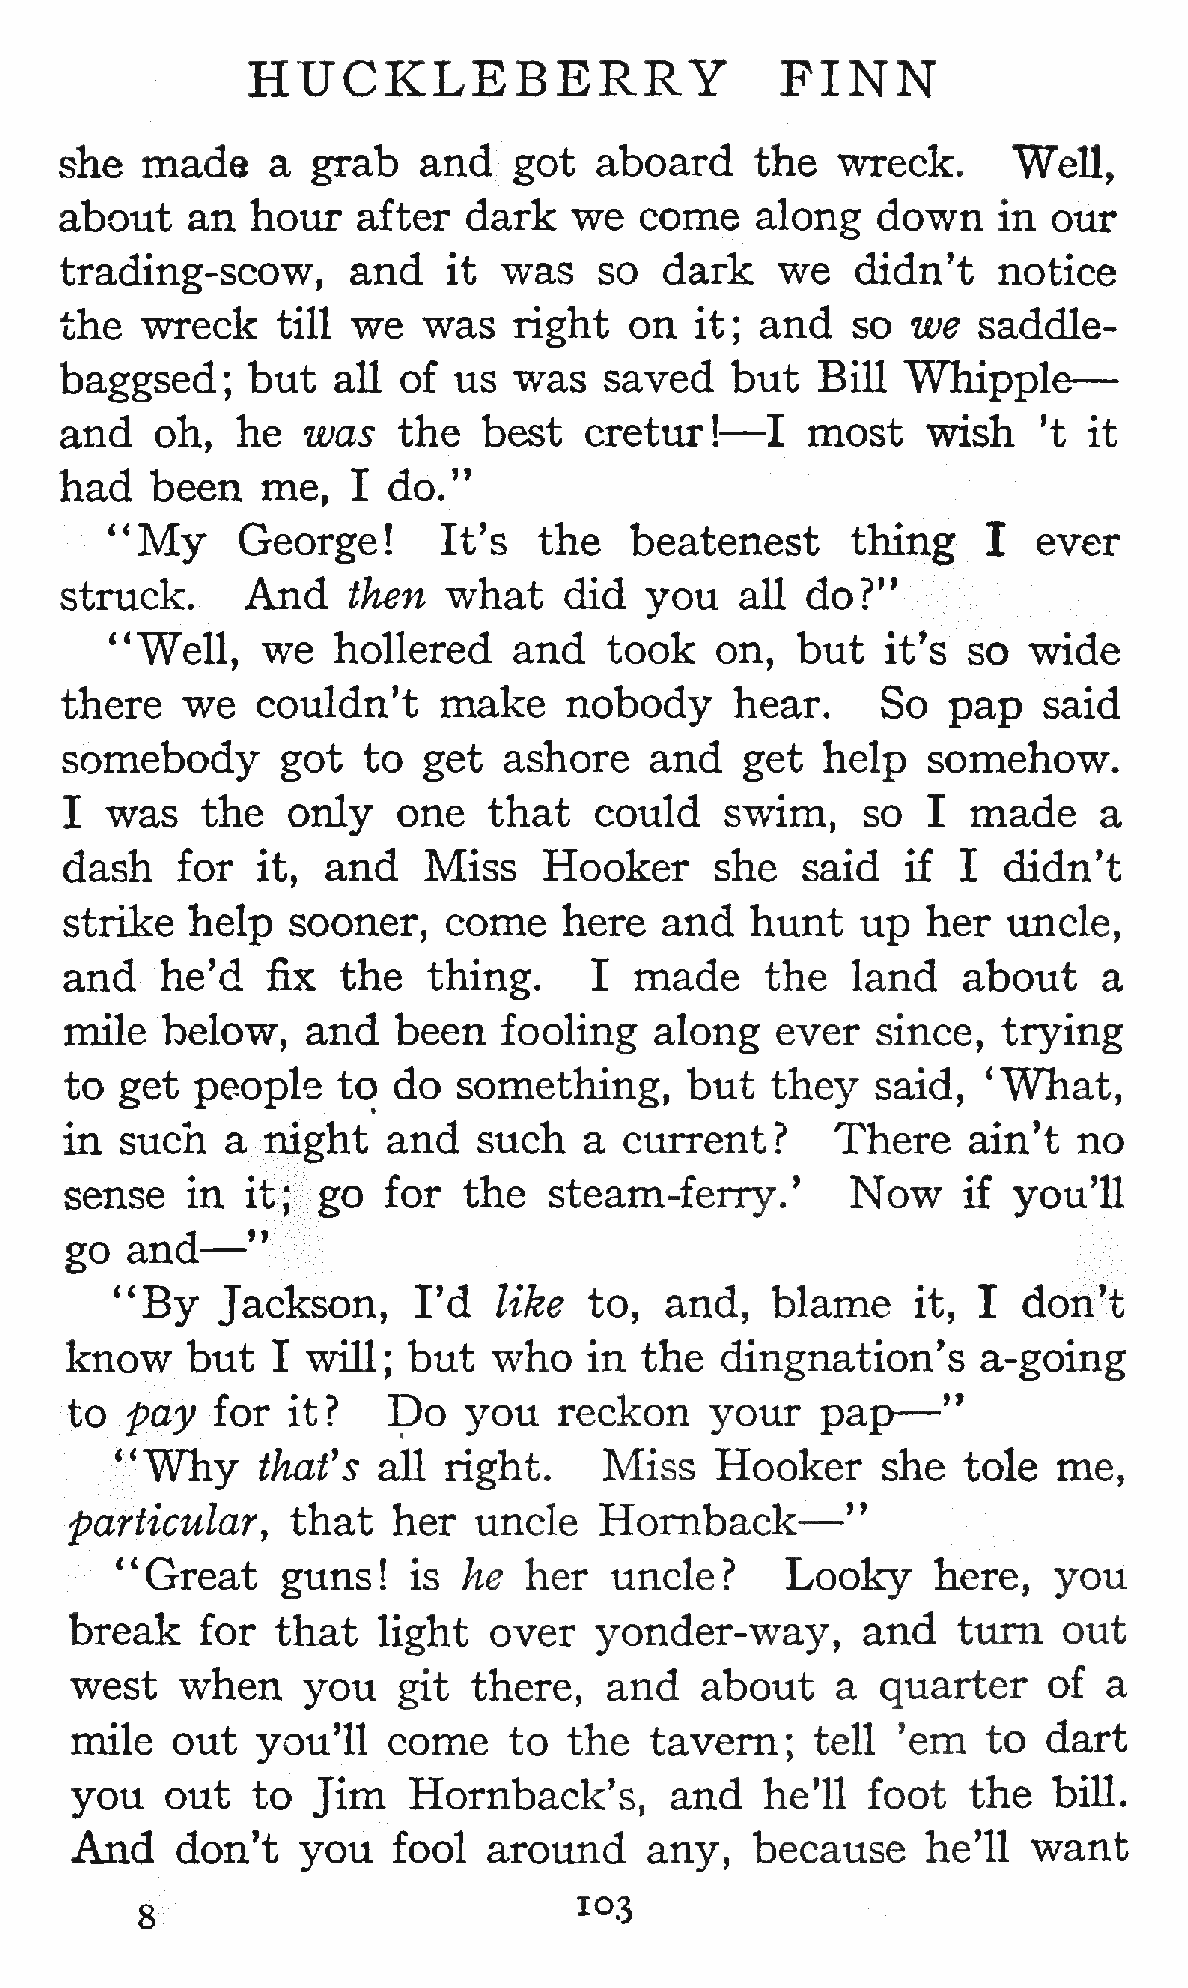 HUCKLEBERRY FINN
she made a grab and got aboard the wreck. Well,
about an hour after dark we come along down in our
trading-scow, and it was so dark we didn't notice
the wreck till we was right on it; and so we saddle-
baggsed; but all of us was saved but Bill Whipple—
and oh, he was the best cretur!—I most wish 't it
had been me, I do."
"My George! It's the beatenest thing I ever
struck. And then what did you all do?"
"Well, we hollered and took on, but it's so wide
there we couldn't make nobody hear. So pap said
somebody got to get ashore and get help somehow.
I was the only one that could swim, so I made a
dash for it, and Miss Hooker she said if I didn't
strike help sooner, come here and hunt up her uncle,
and he'd fix the thing. I made the land about a
mile below, and been fooling along ever since, trying
to get people to do something, but they said, 'What,
in such a night and such a current? There ain't no
sense in it; go for the steam-ferry.' Now if you'll
go and—"
"By Jackson, I'd like to, and, blame it, I don't
know but I will; but who in the dingnation's a-going
to pay for it? Do you reckon your pap—"
"Why that's all right. Miss Hooker she tole me,
particular, that her uncle Hornback—"
"Great guns! is he her uncle? Looky here, you
break for that light over yonder-way, and turn out
west when you git there, and about a quarter of a
mile out you'll come to the tavern; tell 'em to dart
you out to Jim Hornback's, and he'll foot the bill.
And don't you fool around any, because he'll want
8 103